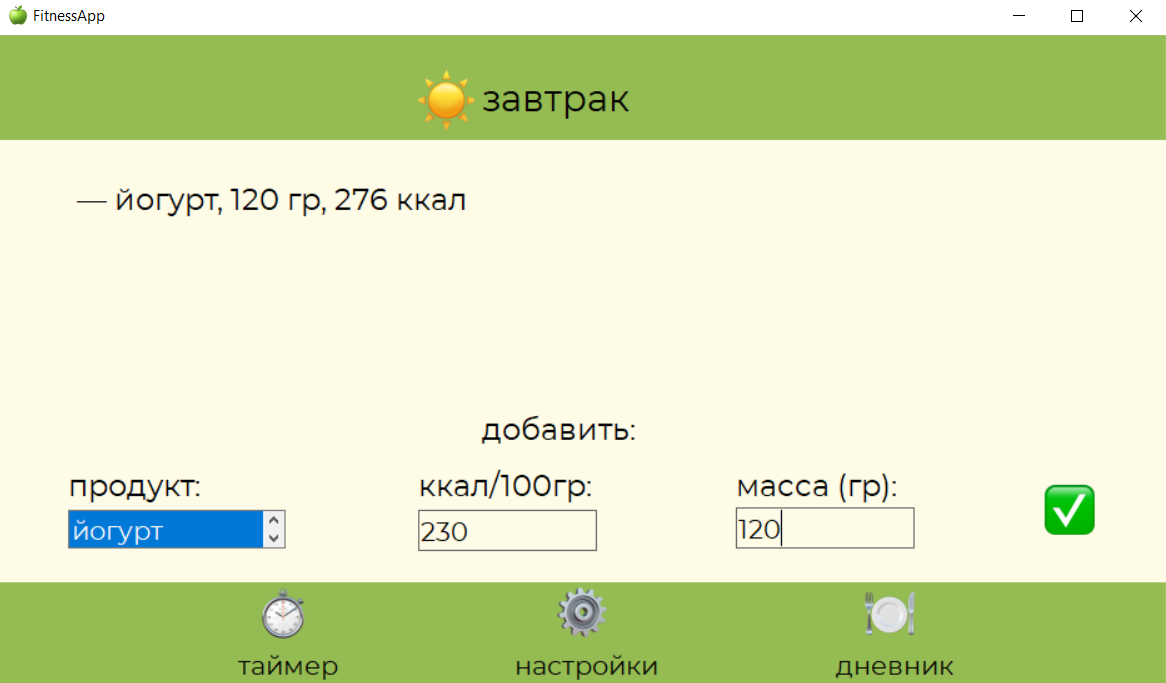 FitnessApp
завтрак
— йогурт, 120 гр, 276 ккал
добавить:
продукт: ккал/100гр: масса (гр):
йогурт 230 120
таймер настройки дневник